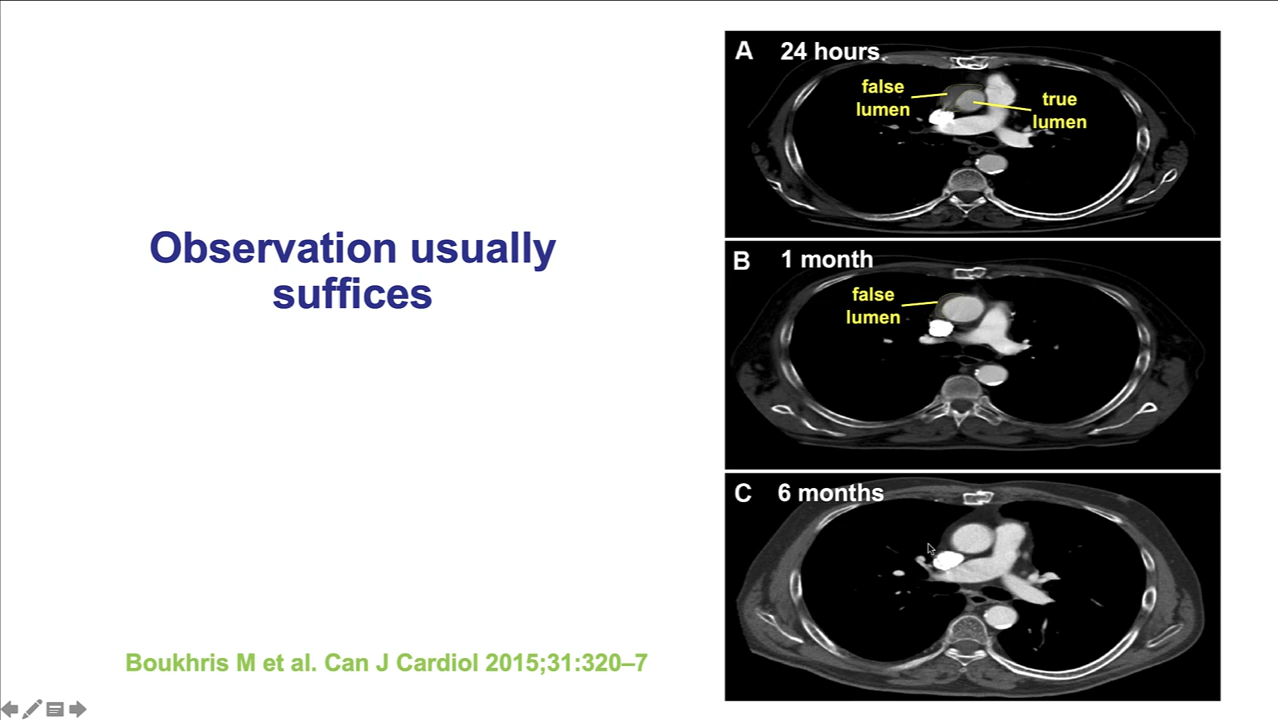 Observation usually
suffices
Boukhris M et al. Can J Cardiol 2015;31:320–7
A 24 hours
false
lumen
true
lumen
B 1 month
false
lumen
C 6 months